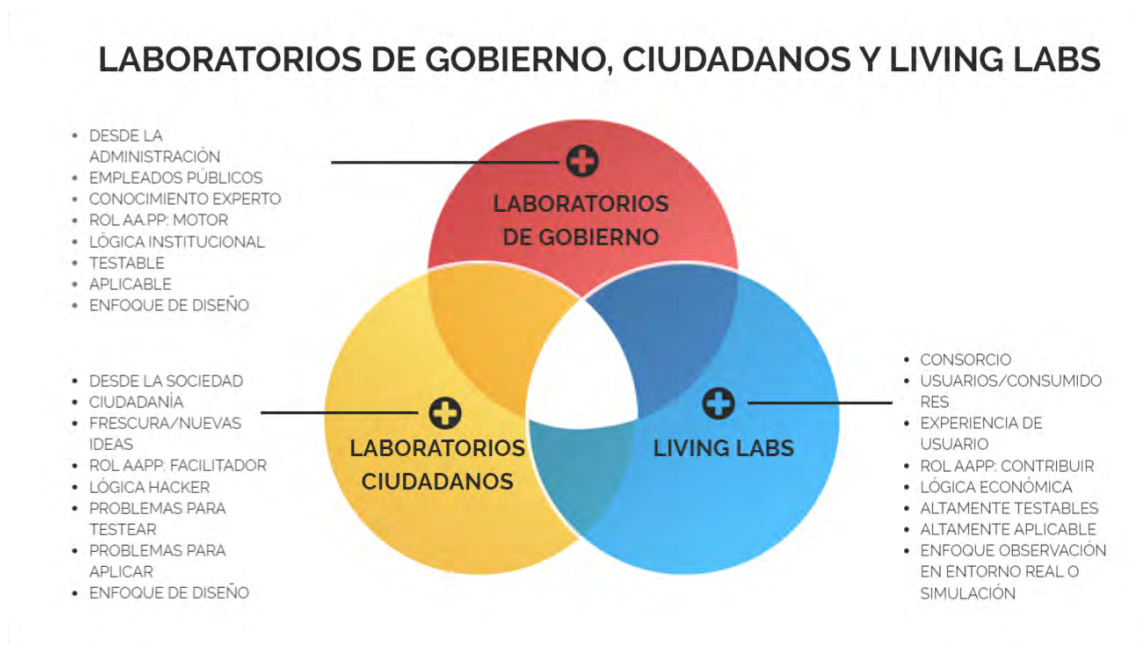 LABORATORIOS DE GOBIERNO, CIUDADANOS Y LIVING LABS
• DESDE LA
ADMINISTRACIÓN
• EMPLEADOS PÚBLICOS
• CONOCIMIENTO EXPERTO
• ROL AA.PP: MOTOR
• LÓGICA INSTITUCIONAL
• TESTABLE
• APLICABLE
• ENFOQUE DE DISEÑO
LABORATORIOS
DE GOBIERNO
• DESDE LA SOCIEDAD
• CIUDADANÍA
• FRESCURA/NUEVAS
IDEAS
• ROL AAPP: FACILITADOR
• LÓGICA HACKER
• PROBLEMAS PARA
TESTEAR
• PROBLEMAS PARA
APLICAR
• ENFOQUE DE DISEÑO
LABORATORIOS
CIUDADANOS
LIVING LABS
• CONSORCIO
• USUARIOS/CONSUMIDO
RES
• EXPERIENCIA DE
USUARIO
• ROL AAPP: CONTRIBUIR
• LÓGICA ECONÓMICA
• ALTAMENTE TESTABLES
• ALTAMENTE APLICABLE
• ENFOQUE OBSERVACIÓN
EN ENTORNO REAL O
SIMULACIÓN